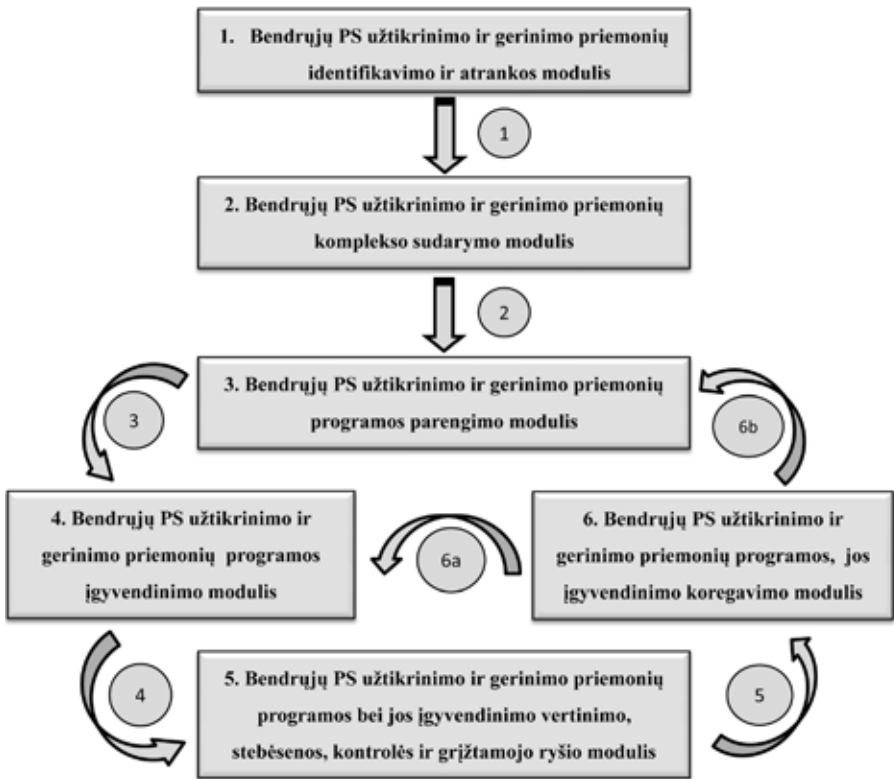 1. Bendrųjų PS užtikrinimo ir gerinimo priemonių
identifikavimo ir atrankos modulis
1
2. Bendrųjų PS užtikrinimo ir gerinimo priemonių
komplekso sudarymo modulis
2
3. Bendrųjų PS užtikrinimo ir gerinimo priemonių
programos parengimo modulis
3
6b
4. Bendrųjų PS užtikrinimo ir
gerinimo priemonių programos
įgyvendinimo modulis
6a
6. Bendrųjų PS užtikrinimo ir
gerinimo priemonių programos, jos
įgyvendinimo koregavimo modulis
4
5. Bendrųjų PS užtikrinimo ir gerinimo priemonių
programos bei jos įgyvendinimo vertinimo,
stebėsenos, kontrolės ir grįžtamojo ryšio modulis
5